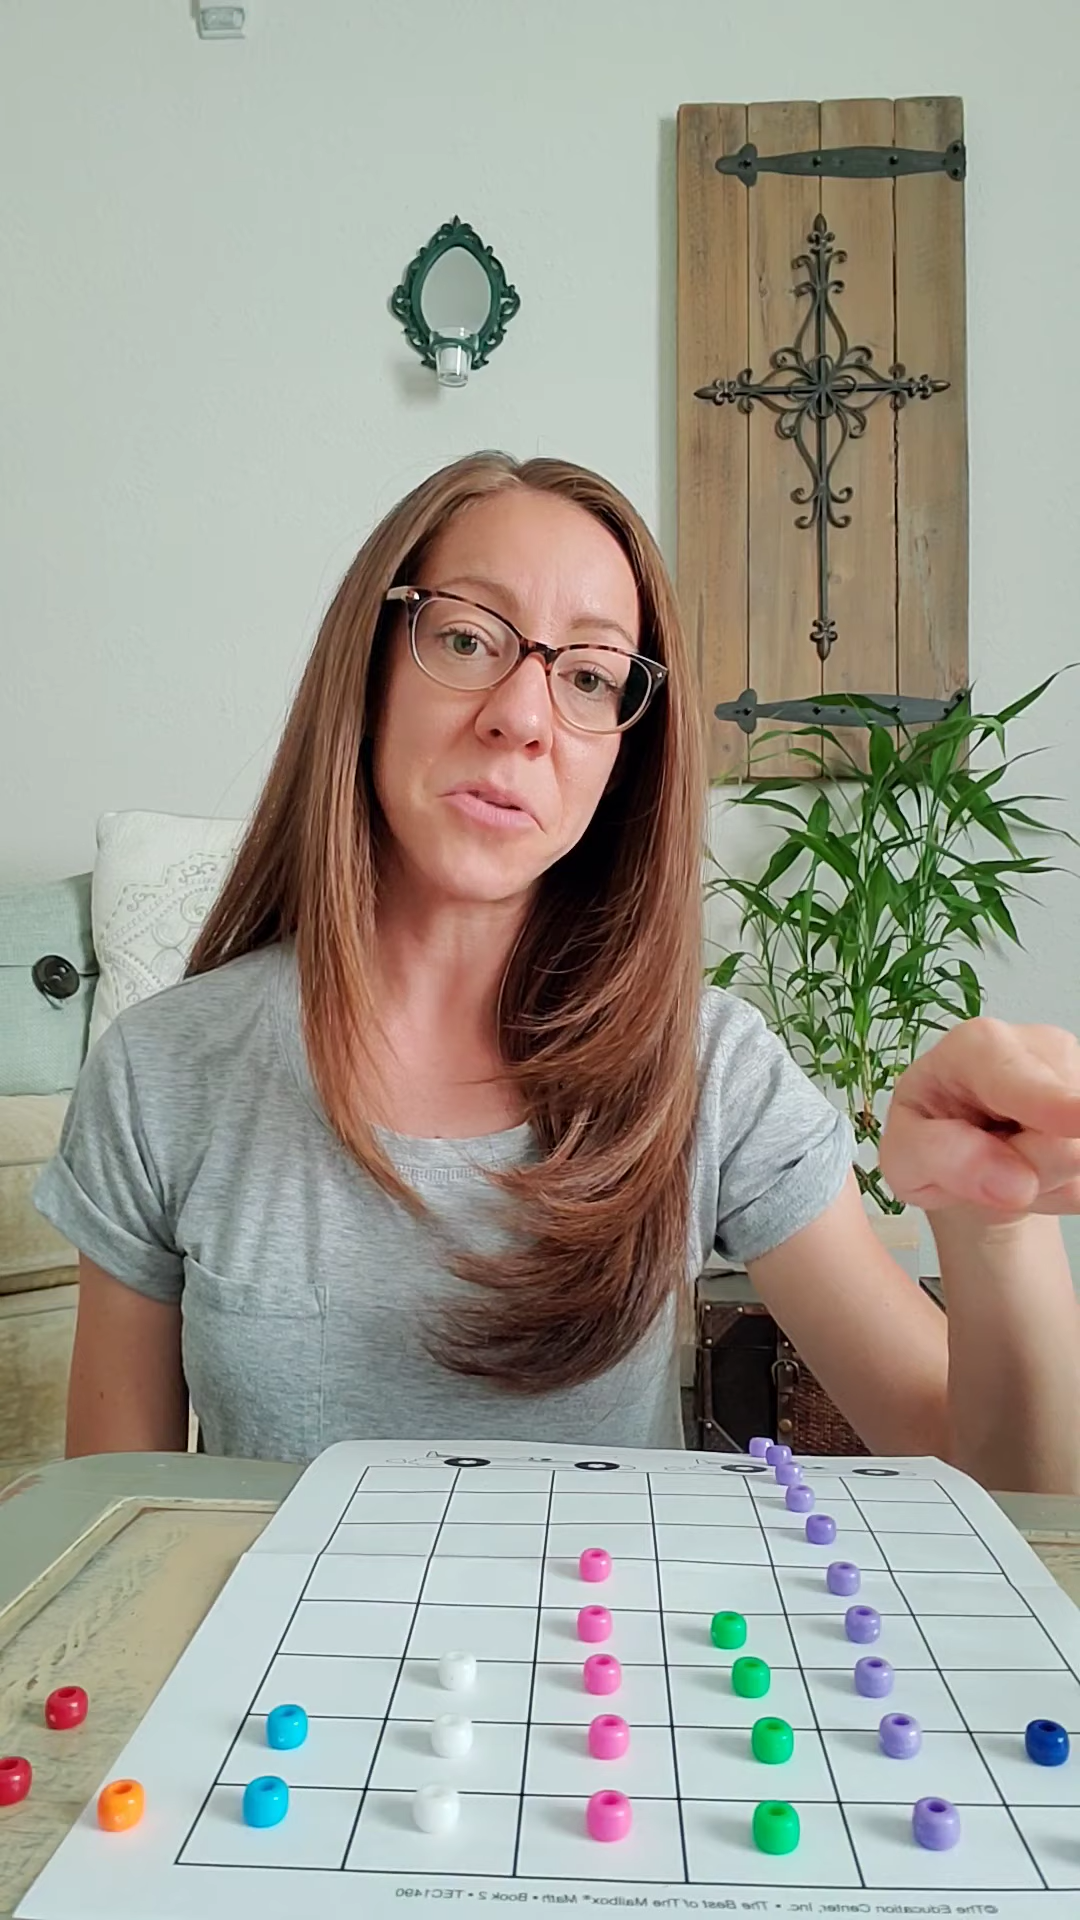 ©The Education Center, Inc. • The Best of The Mailbox® Math • Book 2 • TEC1490